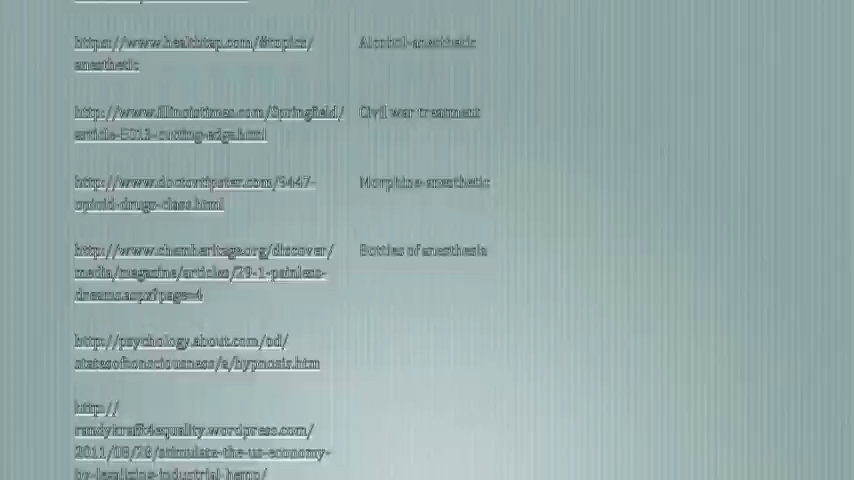 https://www.healthtap.com/#topics/
anesthetic
Alcohol-anesthetic
http://www.illinoistimes.com/Springfield/
article-5013-cutting-edge.html
Civil war treatment
http://www.doctortipster.com/9447-
opioid-drugs-class.html
Morphine-anesthetic
http://www.chemheritage.org/discover/
media/magazine/articles/29-1-painless-
dreams.aspx?page=4
Bottles of anesthesia
http://psychology.about.com/od/
statesofconsciousness/a/hypnosis.htm
http://
randykrafft4equality.wordpress.com/
2011/08/28/stimulate-the-us-economy-
by-legalizing-industrial-hemp/